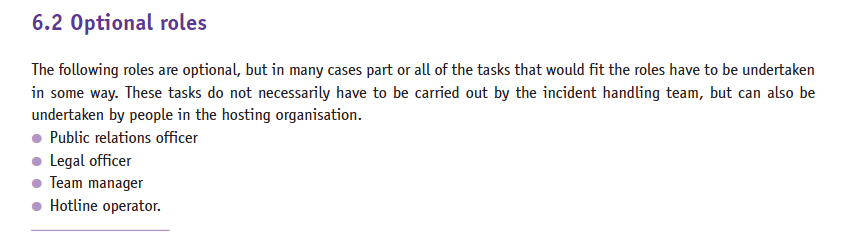 6.2 Optional roles
The following roles are optional, but in many cases part or all of the tasks that would fit the roles have to be undertaken
in some way. These tasks do not necessarily have to be carried out by the incident handling team, but can also be
undertaken by people in the hosting organisation.
● Public relations officer
● Legal officer
● Team manager
● Hotline operator.